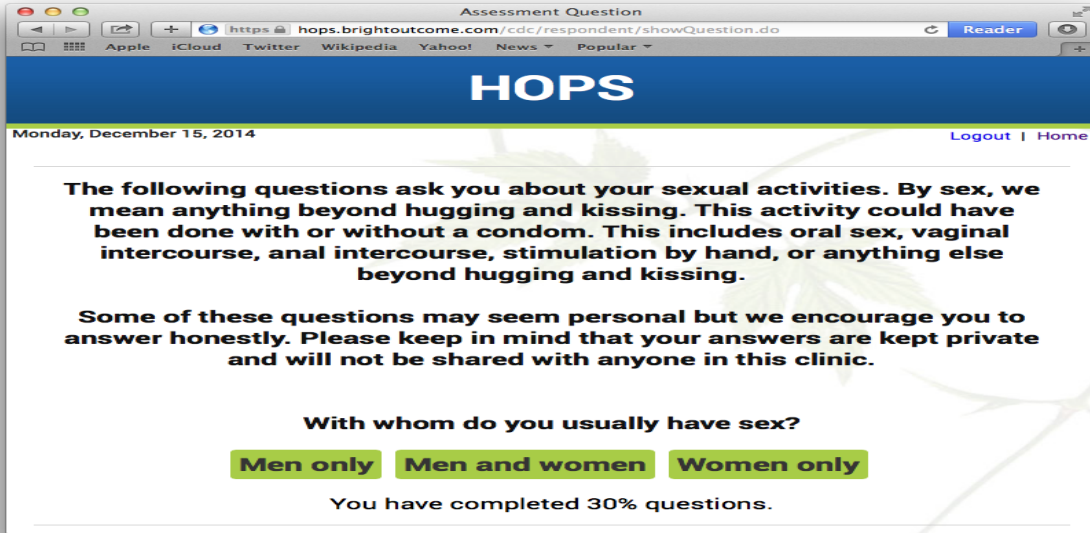 Assessment Question
https hops.brightoutcome.com/cdc/respondent/showQuestion.do Reader
Apple iCloud Twitter Wikipedia Yahoo! News Popular
HOPS
Monday, December 15, 2014 Logout | Home
The following questions ask you about your sexual activities. By sex, we
mean anything beyond hugging and kissing. This activity could have
been done with or without a condom. This includes oral sex, vaginal
intercourse, anal intercourse, stimulation by hand, or anything else
beyond hugging and kissing.
Some of these questions may seem personal but we encourage you to
answer honestly. Please keep in mind that your answers are kept private
and will not be shared with anyone in this clinic.
With whom do you usually have sex?
Men only Men and women Women only
You have completed 30% questions.